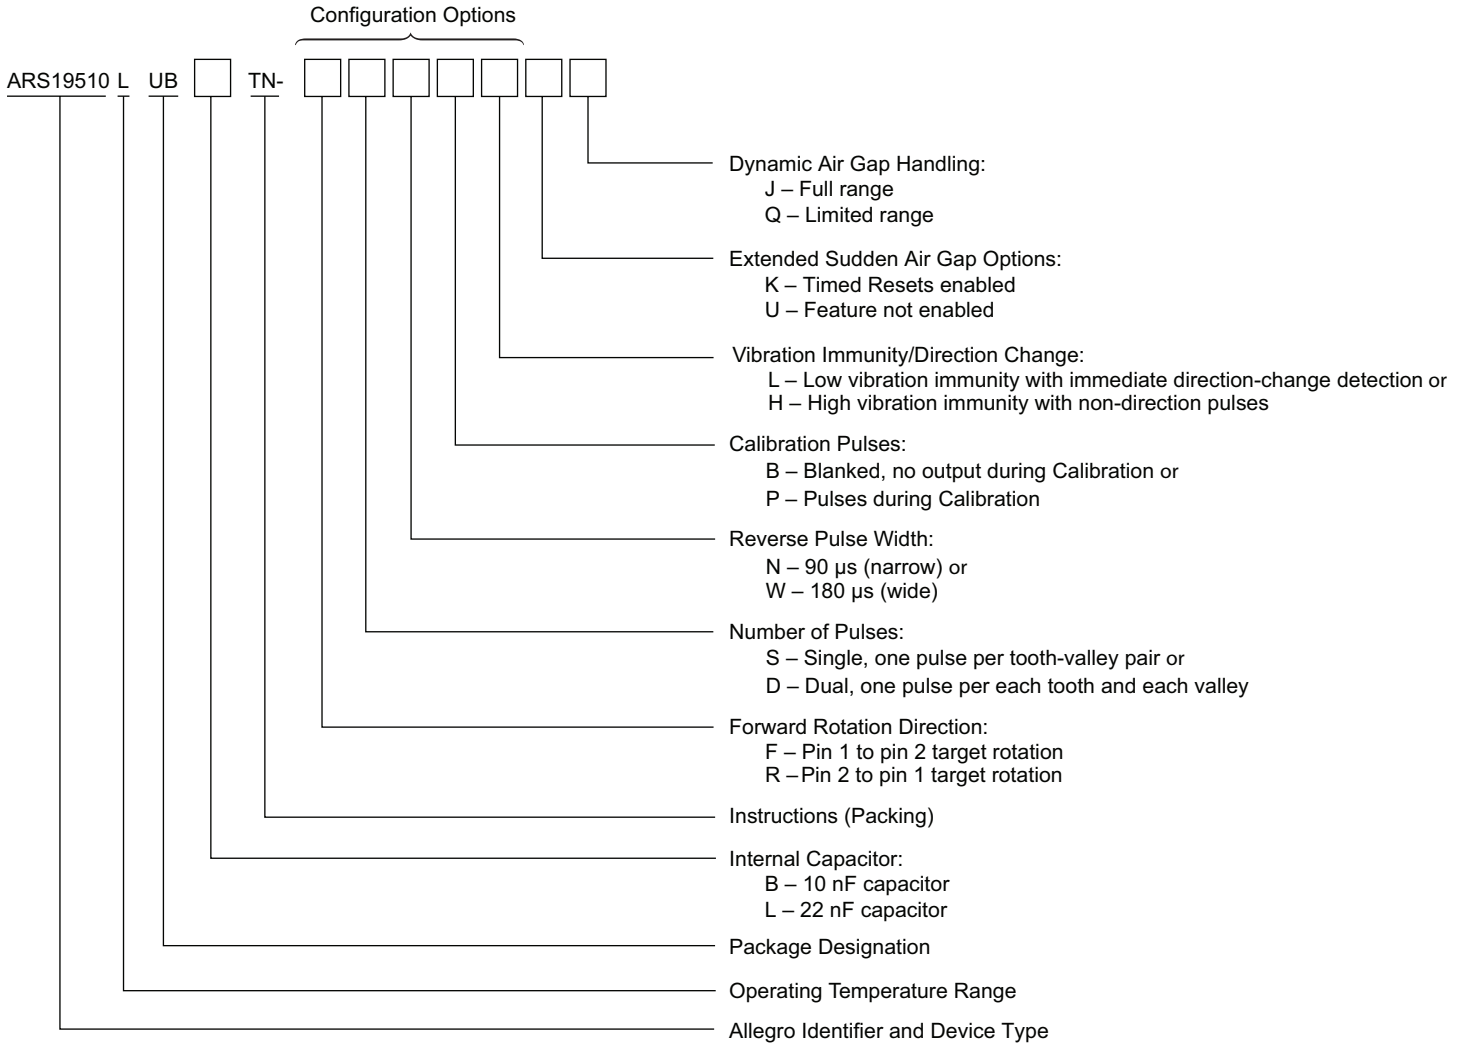 Configuration Options
ARS19510 L UB TN-
Dynamic Air Gap Handling:
J – Full range
Q – Limited range
Extended Sudden Air Gap Options:
K – Timed Resets enabled
U – Feature not enabled
Vibration Immunity/Direction Change:
L – Low vibration immunity with immediate direction-change detection or
H – High vibration immunity with non-direction pulses
Calibration Pulses:
B – Blanked, no output during Calibration or
P – Pulses during Calibration
Reverse Pulse Width:
N – 90 µs (narrow) or
W – 180 µs (wide)
Number of Pulses:
S – Single, one pulse per tooth-valley pair or
D – Dual, one pulse per each tooth and each valley
Forward Rotation Direction:
F – Pin 1 to pin 2 target rotation
R –Pin 2 to pin 1 target rotation
Instructions (Packing)
Internal Capacitor:
B – 10 nF capacitor
L – 22 nF capacitor
Package Designation
Operating Temperature Range
Allegro Identifier and Device Type